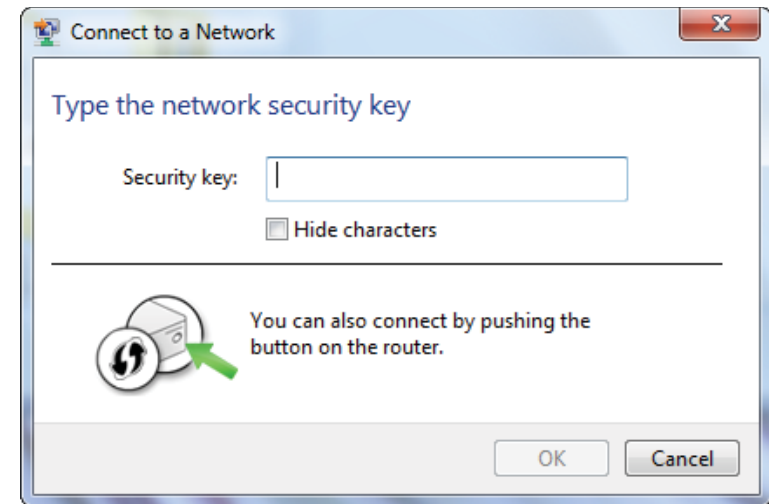 Connect to a Network
Type the network security key
Security key:
Hide characters
You can also connect by pushing the
button on the router.
OK
Cancel